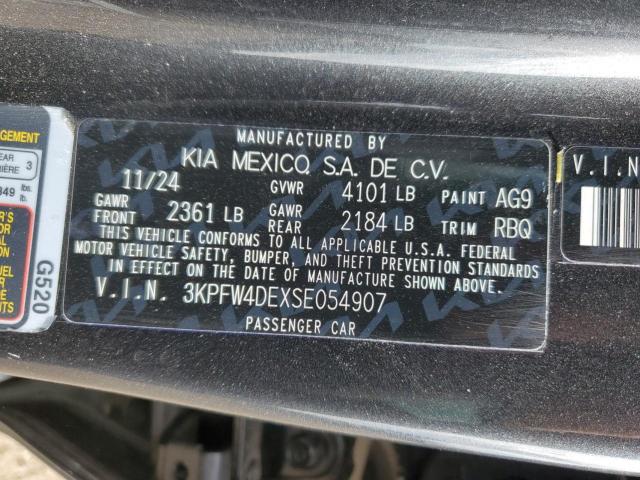 MANUFACTURED BY
KIA MEXICO, S.A. DE C.V.
11/24 GVWR 4101 LB PAINT AG9
GAWR FRONT 2361 LB GAWR REAR 2184 LB TRIM RBQ
THIS VEHICLE CONFORMS TO ALL APPLICABLE U.S.A. FEDERAL
MOTOR VEHICLE SAFETY, BUMPER, AND THEFT PREVENTION STANDARDS
IN EFFECT ON THE DATE OF MANUFACTURE SHOWN ABOVE.
V.I.N. 3KPFW4DEXSE054907
PASSENGER CAR
V.I.N
G520
3
lbs.